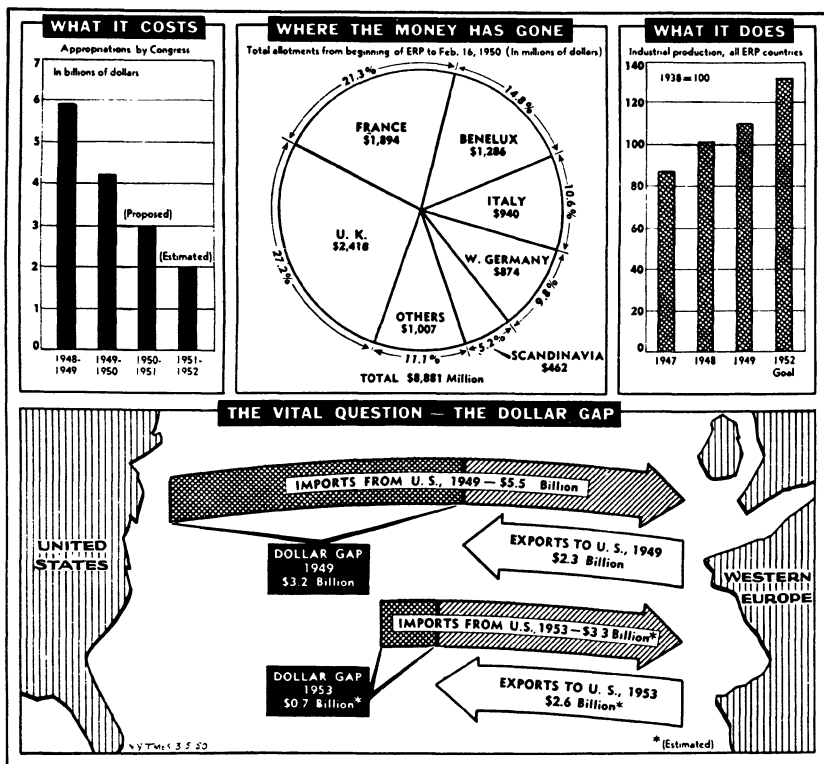 WHAT IT COSTS
Appropriations by Congress
In billions of dollars
7
6
5
4
3
2
1
0
(Proposed)
(Estimated)
1948-
1949
1949-
1950
1950-
1951
1951-
1952
WHERE THE MONEY HAS GONE
Total allotments from beginning of ERP to Feb. 16, 1950 (In millions of dollars)
21.3%
FRANCE
$1,894
14.8%
BENELUX
$1,286
10.6%
ITALY
$940
W. GERMANY
$874
9.8%
5.2%
SCANDINAVIA
$462
OTHERS
$1,007
11.1%
U. K.
$2,418
27.2%
TOTAL $8,881 Million
WHAT IT DOES
Industrial production, all ERP countries
1938=100
140
120
100
80
60
40
20
0
1947
1948
1949
1952
Goal
THE VITAL QUESTION — THE DOLLAR GAP
IMPORTS FROM U.S., 1949—$5.5 Billion
UNITED
STATES
DOLLAR GAP
1949
$3.2 Billion
EXPORTS TO U.S., 1949
$2.3 Billion
WESTERN
EUROPE
IMPORTS FROM U.S. 1953—$3 3 Billion*
DOLLAR GAP
1953
$0.7 Billion*
EXPORTS TO U.S., 1953
$2.6 Billion*
N Y TIMES 3 5 50
*(Estimated)